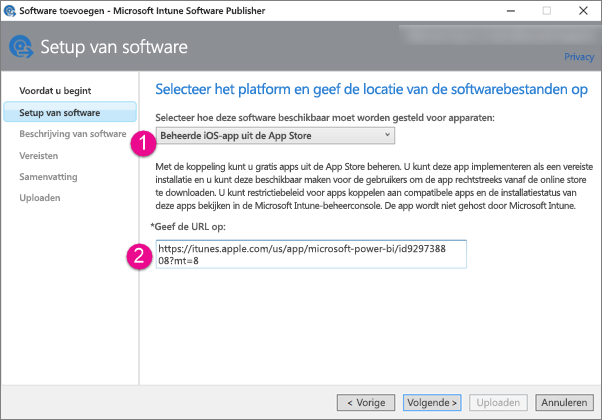 Software toevoegen - Microsoft Intune Software Publisher
Setup van software
Privacy
Voordat u begint
Setup van software
Beschrijving van software
Vereisten
Samenvatting
Uploaden
Selecteer het platform en geef de locatie van de softwarebestanden op
Selecteer hoe deze software beschikbaar moet worden gesteld voor apparaten:
1
Beheerde iOS-app uit de App Store
Met de koppeling kunt u gratis apps uit de App Store beheren. U kunt deze app implementeren als een vereiste
installatie en u kunt deze beschikbaar maken voor de gebruikers om de app rechtstreeks vanaf de online store
te downloaden. U kunt restrictiebeleid voor apps koppelen aan compatibele apps en de installatiestatus van
deze apps bekijken in de Microsoft Intune-beheerconsole. De app wordt niet gehost door Microsoft Intune.
*Geef de URL op:
2
https://itunes.apple.com/us/app/microsoft-power-bi/id9297388
08?mt=8
< Vorige
Volgende >
Uploaden
Annuleren